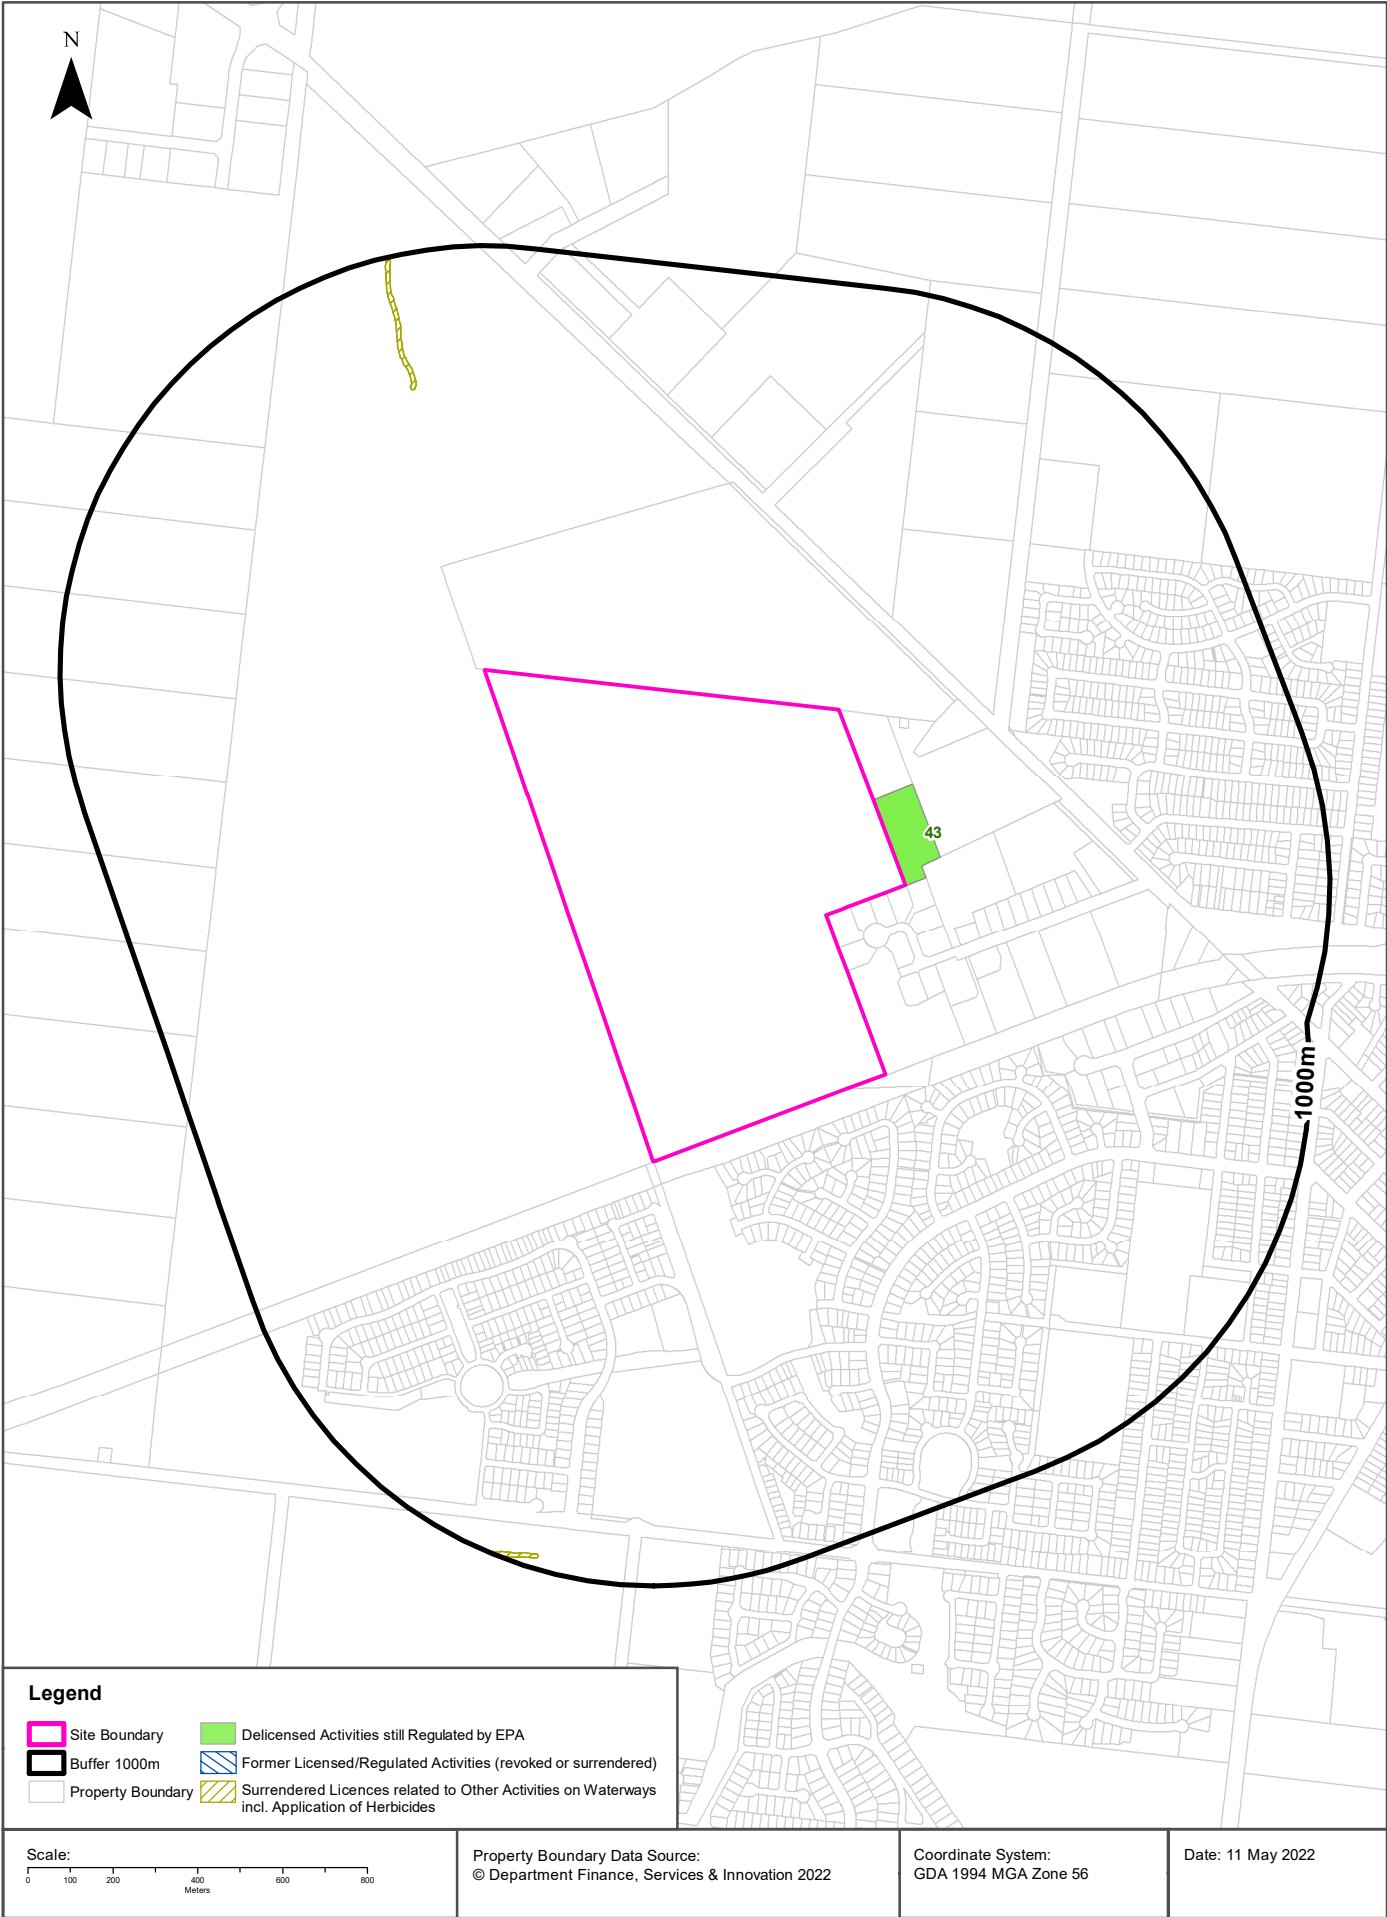 N
43
1000m
Legend
Site Boundary
Buffer 1000m
Property Boundary
Delicensed Activities still Regulated by EPA
Former Licensed/Regulated Activities (revoked or surrendered)
Surrendered Licences related to Other Activities on Waterways
incl. Application of Herbicides
Scale:
0 100 200 400 600 800
Meters
Property Boundary Data Source:
© Department Finance, Services & Innovation 2022
Coordinate System:
GDA 1994 MGA Zone 56
Date: 11 May 2022